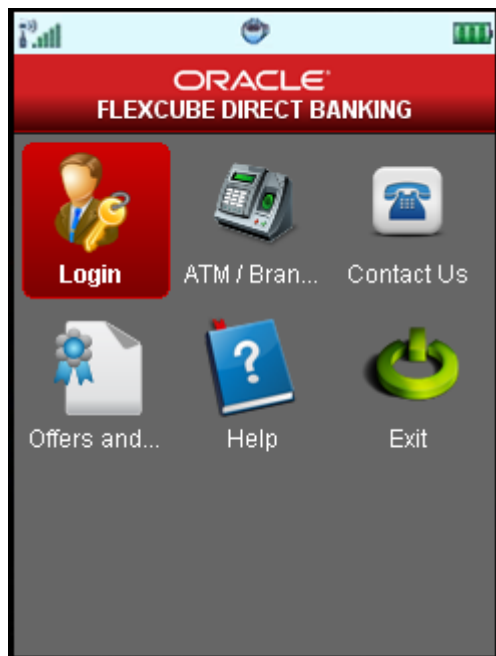 ORACLE
FLEXCUBE DIRECT BANKING
Login
ATM / Bran...
Contact Us
Offers and...
?
Help
Exit